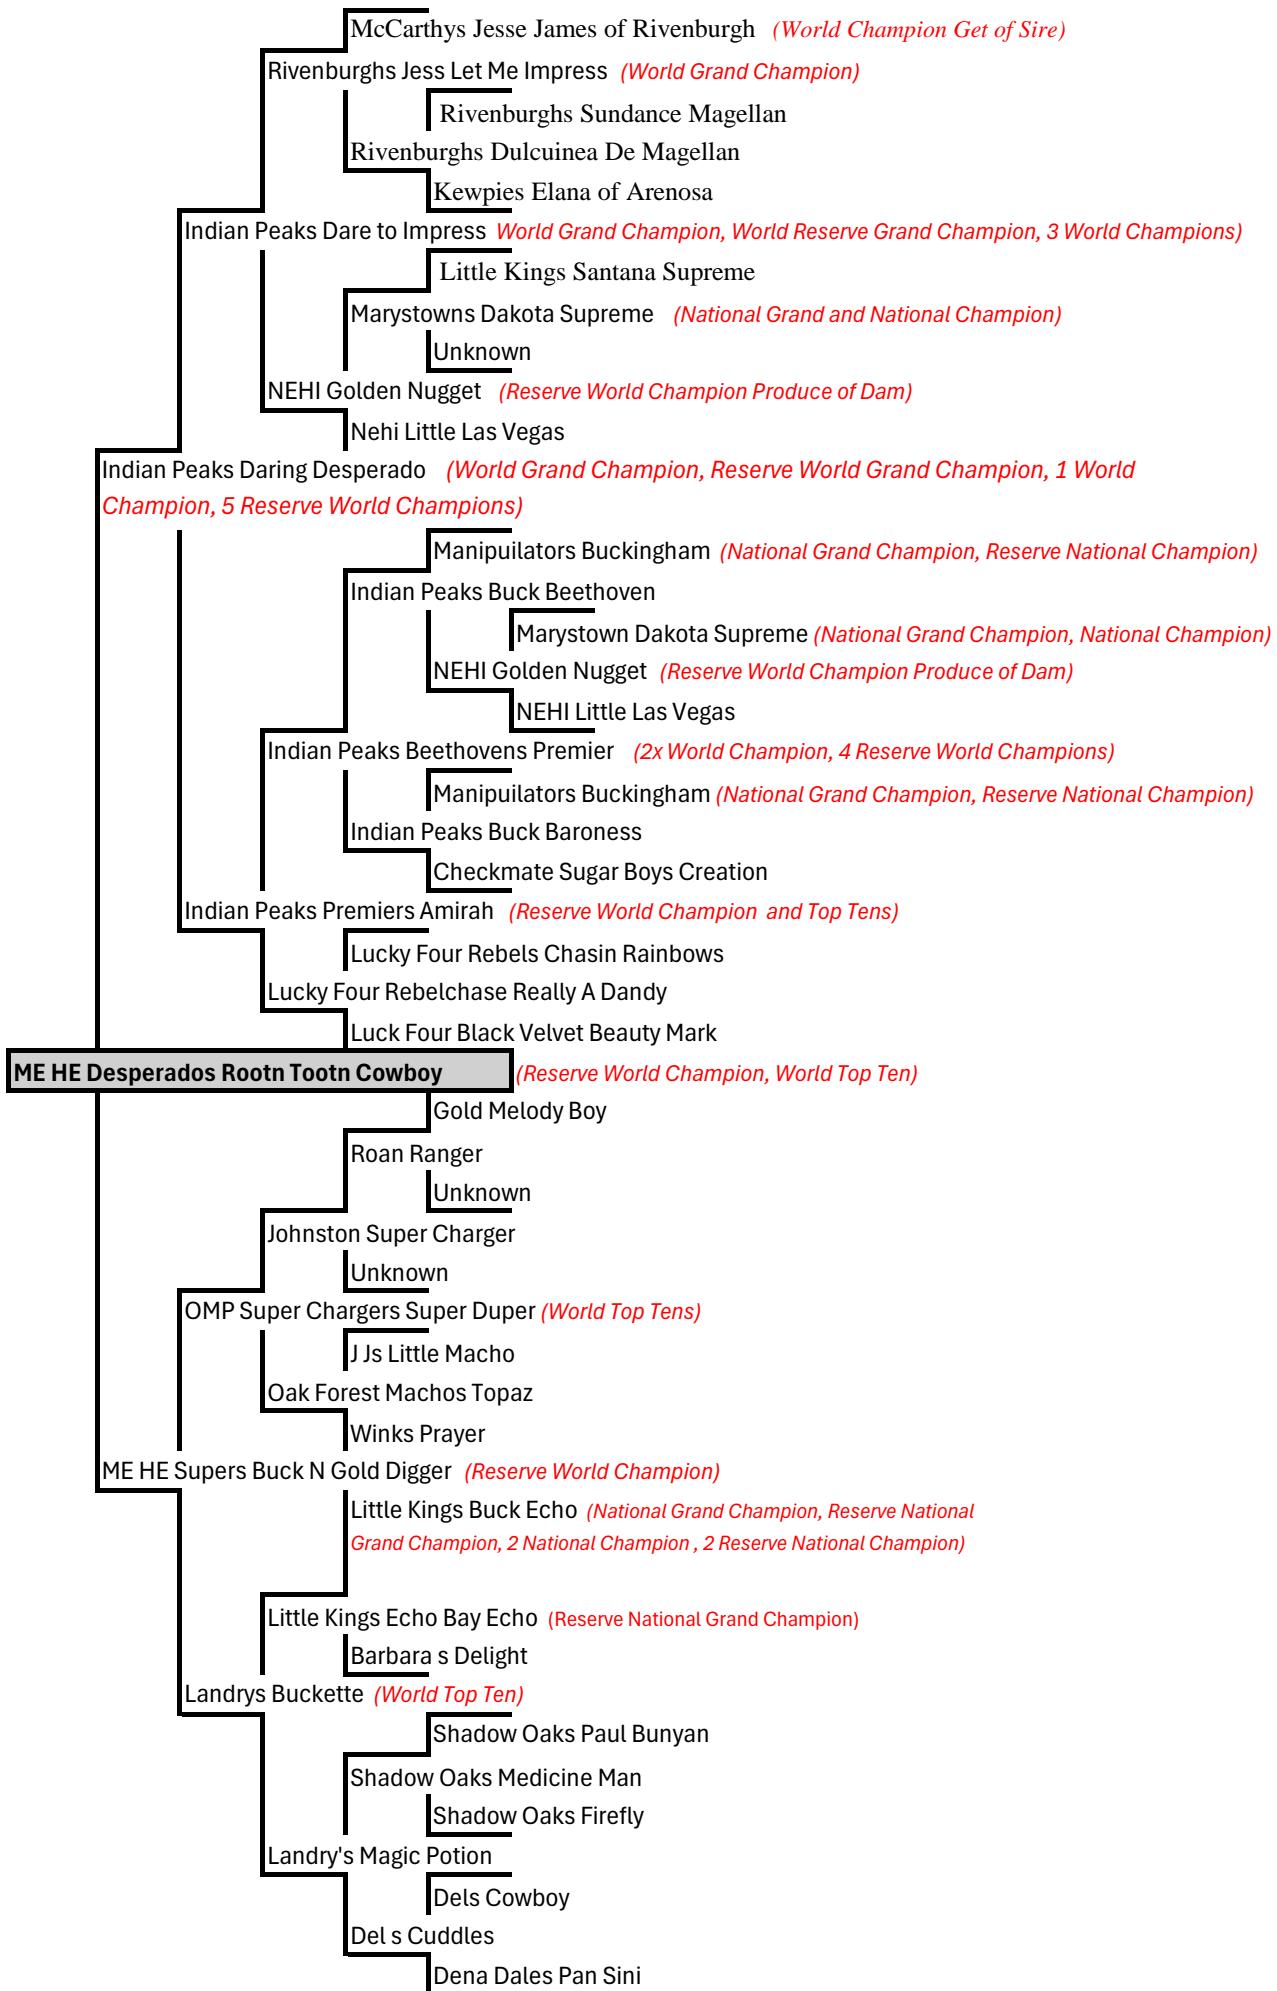 McCarthys Jesse James of Rivenburgh (World Champion Get of Sire)
Rivenburghs Jess Let Me Impress (World Grand Champion)
Rivenburghs Sundance Magellan
Rivenburghs Dulcuinea De Magellan
Kewpies Elana of Arenosa
Indian Peaks Dare to Impress World Grand Champion, World Reserve Grand Champion, 3 World Champions)
Little Kings Santana Supreme
Marystowns Dakota Supreme (National Grand and National Champion)
Unknown
NEHI Golden Nugget (Reserve World Champion Produce of Dam)
Nehi Little Las Vegas
Indian Peaks Daring Desperado (World Grand Champion, Reserve World Grand Champion, 1 World
Champion, 5 Reserve World Champions)
Manipuilators Buckingham (National Grand Champion, Reserve National Champion)
Indian Peaks Buck Beethoven
Marystown Dakota Supreme (National Grand Champion, National Champion)
NEHI Golden Nugget (Reserve World Champion Produce of Dam)
NEHI Little Las Vegas
Indian Peaks Beethovens Premier (2x World Champion, 4 Reserve World Champions)
Manipuilators Buckingham (National Grand Champion, Reserve National Champion)
Indian Peaks Buck Baroness
Checkmate Sugar Boys Creation
Indian Peaks Premiers Amirah (Reserve World Champion and Top Tens)
Lucky Four Rebels Chasin Rainbows
Lucky Four Rebelchase Really A Dandy
Luck Four Black Velvet Beauty Mark
ME HE Desperados Rootn Tootn Cowboy (Reserve World Champion, World Top Ten)
Gold Melody Boy
Roan Ranger
Unknown
Johnston Super Charger
Unknown
OMP Super Chargers Super Duper (World Top Tens)
J Js Little Macho
Oak Forest Machos Topaz
Winks Prayer
ME HE Supers Buck N Gold Digger (Reserve World Champion)
Little Kings Buck Echo (National Grand Champion, Reserve National
Grand Champion, 2 National Champion , 2 Reserve National Champion)
Little Kings Echo Bay Echo (Reserve National Grand Champion)
Barbara s Delight
Landrys Buckette (World Top Ten)
Shadow Oaks Paul Bunyan
Shadow Oaks Medicine Man
Shadow Oaks Firefly
Landry's Magic Potion
Dels Cowboy
Del s Cuddles
Dena Dales Pan Sini